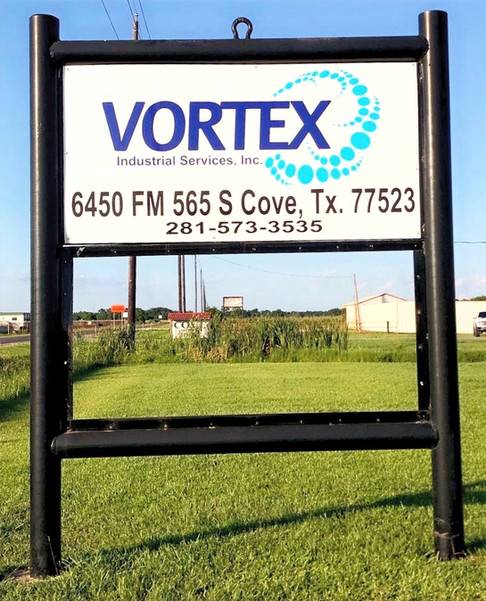 VORTEX
Industrial Services, Inc.
6450 FM 565 S Cove, Tx. 77523
281-573-3535